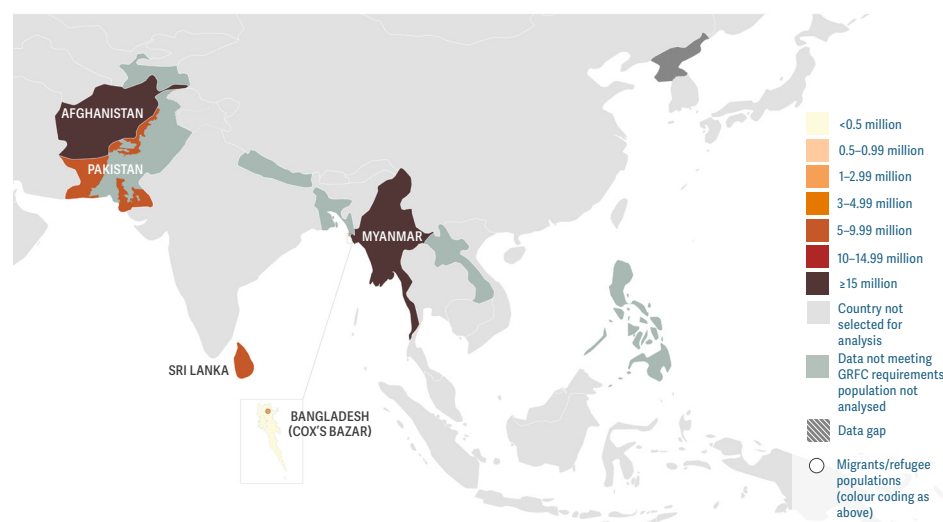 AFGHANISTAN
PAKISTAN
MYANMAR
SRI LANKA
BANGLADESH
(COX'S BAZAR)
<0.5 million
0.5–0.99 million
1–2.99 million
3–4.99 million
5–9.99 million
10–14.99 million
≥15 million
Country not
selected for
analysis
Data not meeting
GRFC requirements
population not
analysed
Data gap
Migrants/refugee
populations
(colour coding as
above)